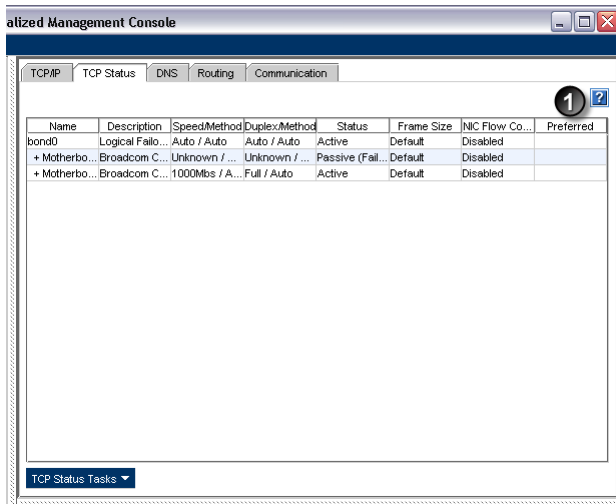 alized Management Console
TCP/IP TCP Status DNS Routing Communication
1 ?
Name Description Speed/Method Duplex/Method Status Frame Size NIC Flow Co... Preferred
bond0 Logical Failo... Auto / Auto Auto / Auto Active Default Disabled
+ Motherbo... Broadcom C... Unknown / ... Unknown / ... Passive (Fail... Default Disabled
+ Motherbo... Broadcom C... 1000Mbs / A... Full / Auto Active Default Disabled
TCP Status Tasks